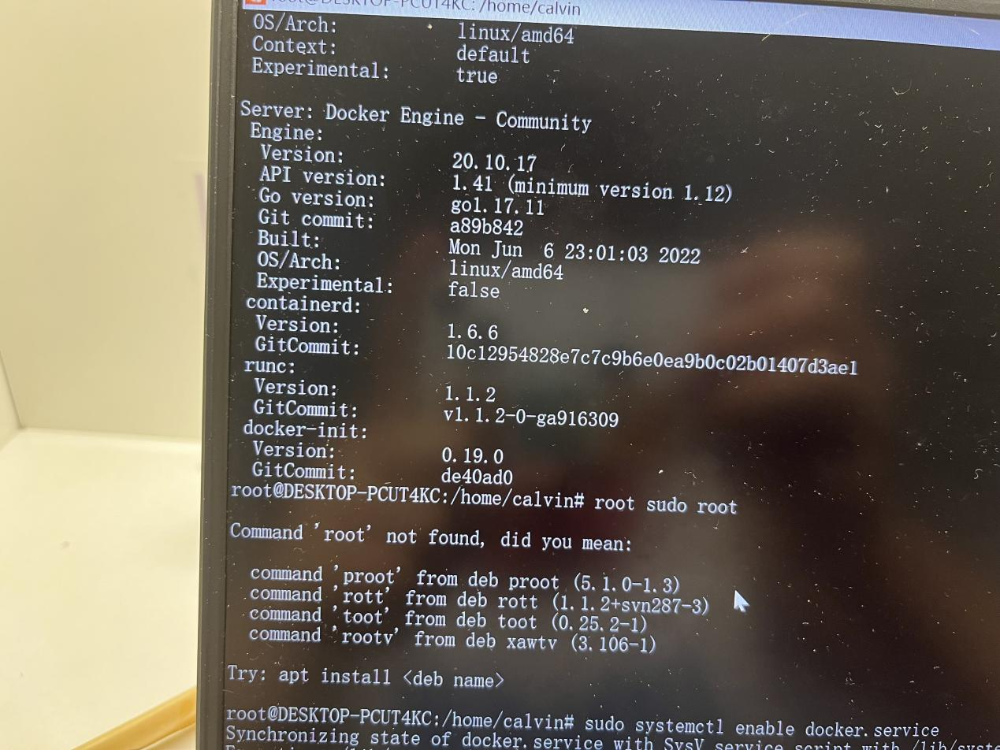 root@DESKTOP-PCUT4KC: /home/calvin
OS/Arch: linux/amd64
Context: default
Experimental: true
Server: Docker Engine - Community
Engine:
Version: 20.10.17
API version: 1.41 (minimum version 1.12)
Go version: go1.17.11
Git commit: a89b842
Built: Mon Jun 6 23:01:03 2022
OS/Arch: linux/amd64
Experimental: false
containerd:
Version: 1.6.6
GitCommit: 10c12954828e7c7c9b6e0ea9b0c02b01407d3ae1
runc:
Version: 1.1.2
GitCommit: v1.1.2-0-ga916309
docker-init:
Version: 0.19.0
GitCommit: de40ad0
root@DESKTOP-PCUT4KC:/home/calvin# root sudo root
Command 'root' not found, did you mean:
command 'proot' from deb proot (5.1.0-1.3)
command 'rott' from deb rott (1.1.2+svn287-3)
command 'toot' from deb toot (0.25.2-1)
command 'rootv' from deb xawtv (3.106-1)
Try: apt install <deb name>
root@DESKTOP-PCUT4KC:/home/calvin# sudo systemctl enable docker.service
Synchronizing state of docker.service with SysV service script with /lib/syste